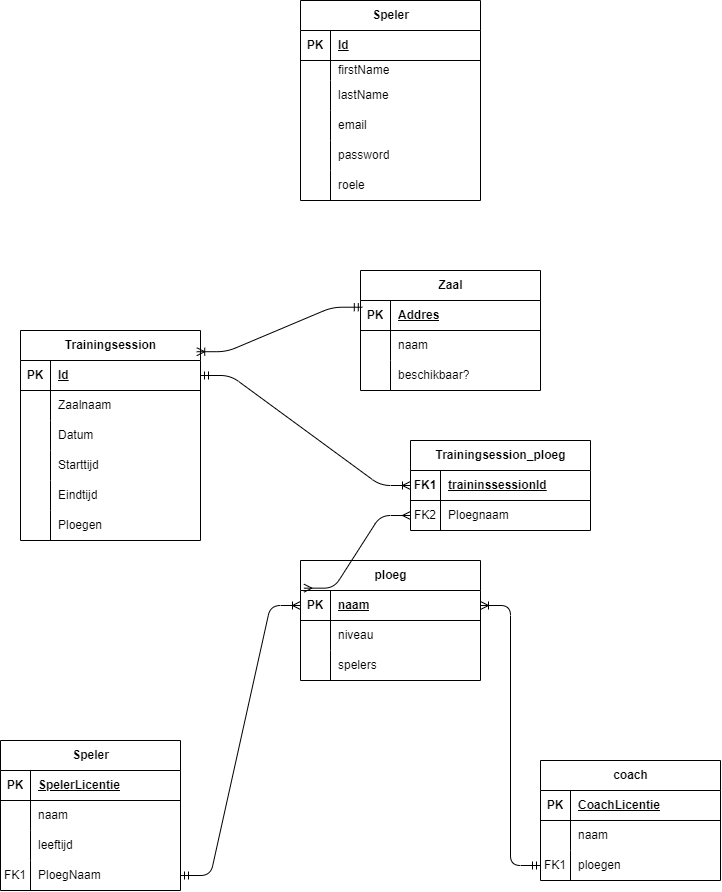 Speler
PK Id
firstName
lastName
email
password
roele
Zaal
PK Addres
naam
beschikbaar?
Trainingsession
PK Id
Zaalnaam
Datum
Starttijd
Eindtijd
Ploegen
Trainingsession_ploeg
FK1 traininssessionId
FK2 Ploegnaam
ploeg
PK naam
niveau
spelers
Speler
PK SpelerLicentie
naam
leeftijd
FK1 PloegNaam
coach
PK CoachLicentie
naam
FK1 ploegen